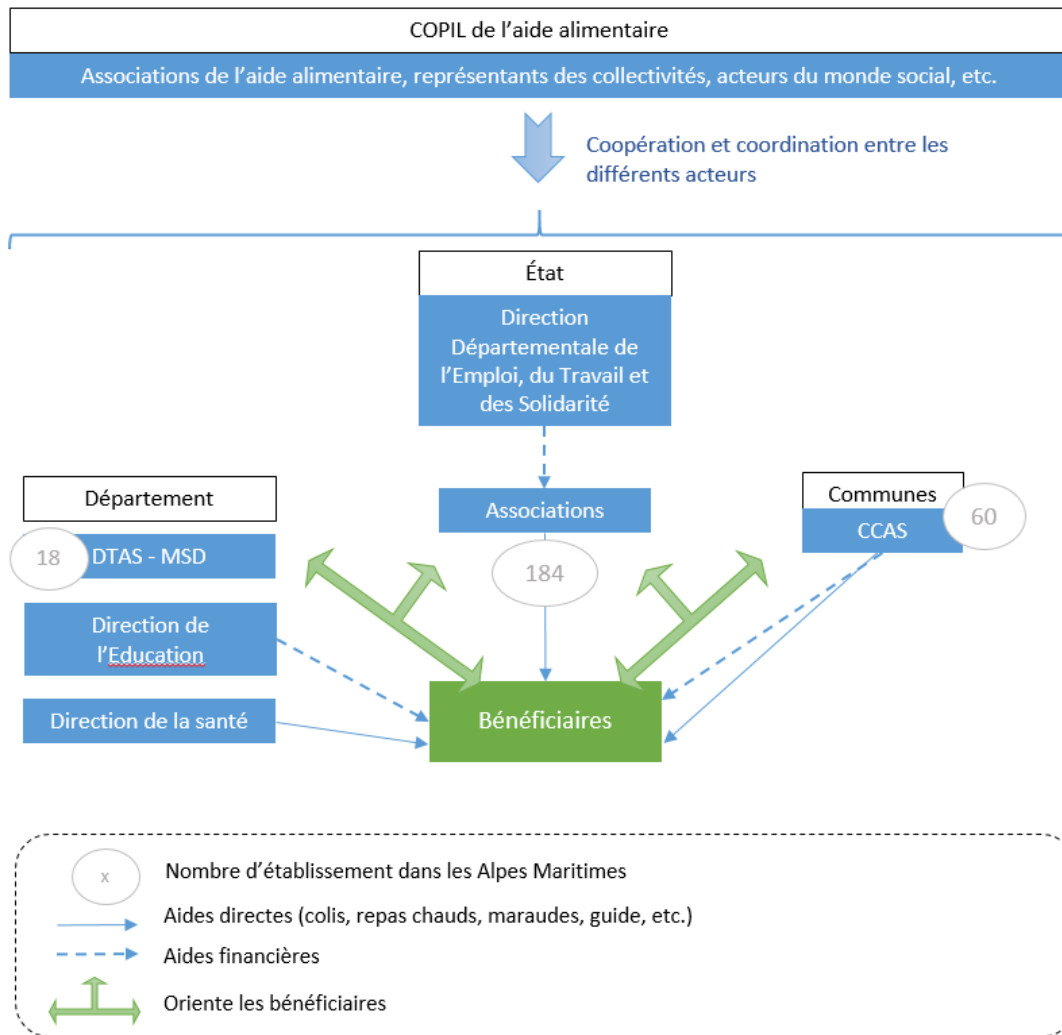 COPIL de l'aide alimentaire
Associations de l'aide alimentaire, représentants des collectivités, acteurs du monde social, etc.
Coopération et coordination entre les
différents acteurs
État
Direction
Départementale de
l'Emploi, du Travail et
des Solidarité
Département
18
DTAS - MSD
Direction de
l'Education
Direction de la santé
Associations
184
Communes
60
CCAS
Bénéficiaires
x
Nombre d'établissement dans les Alpes Maritimes
Aides directes (colis, repas chauds, maraudes, guide, etc.)
Aides financières
Oriente les bénéficiaires